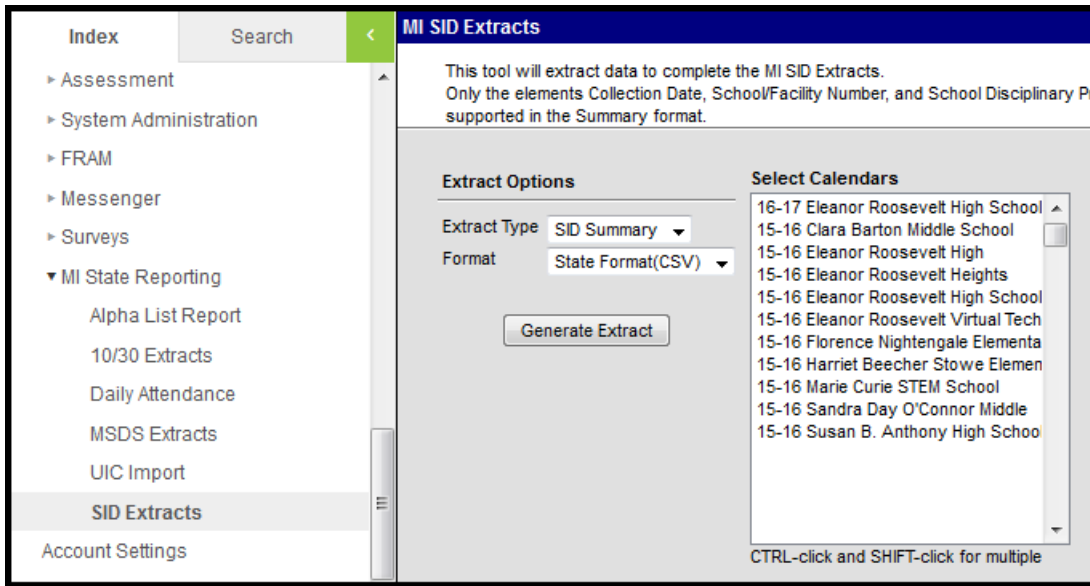 Index
Search
Assessment
System Administration
FRAM
Messenger
Surveys
MI State Reporting
Alpha List Report
10/30 Extracts
Daily Attendance
MSDS Extracts
UIC Import
SID Extracts
Account Settings
MI SID Extracts
This tool will extract data to complete the MI SID Extracts.
Only the elements Collection Date, School/Facility Number, and School Disciplinary P
supported in the Summary format.
Extract Options
Extract Type SID Summary
Format State Format(CSV)
Generate Extract
Select Calendars
16-17 Eleanor Roosevelt High School
15-16 Clara Barton Middle School
15-16 Eleanor Roosevelt High
15-16 Eleanor Roosevelt Heights
15-16 Eleanor Roosevelt High School
15-16 Eleanor Roosevelt Virtual Tech
15-16 Florence Nightengale Elementa
15-16 Harriet Beecher Stowe Elemen
15-16 Marie Curie STEM School
15-16 Sandra Day O'Connor Middle
15-16 Susan B. Anthony High Schoo
CTRL-click and SHIFT-click for multiple